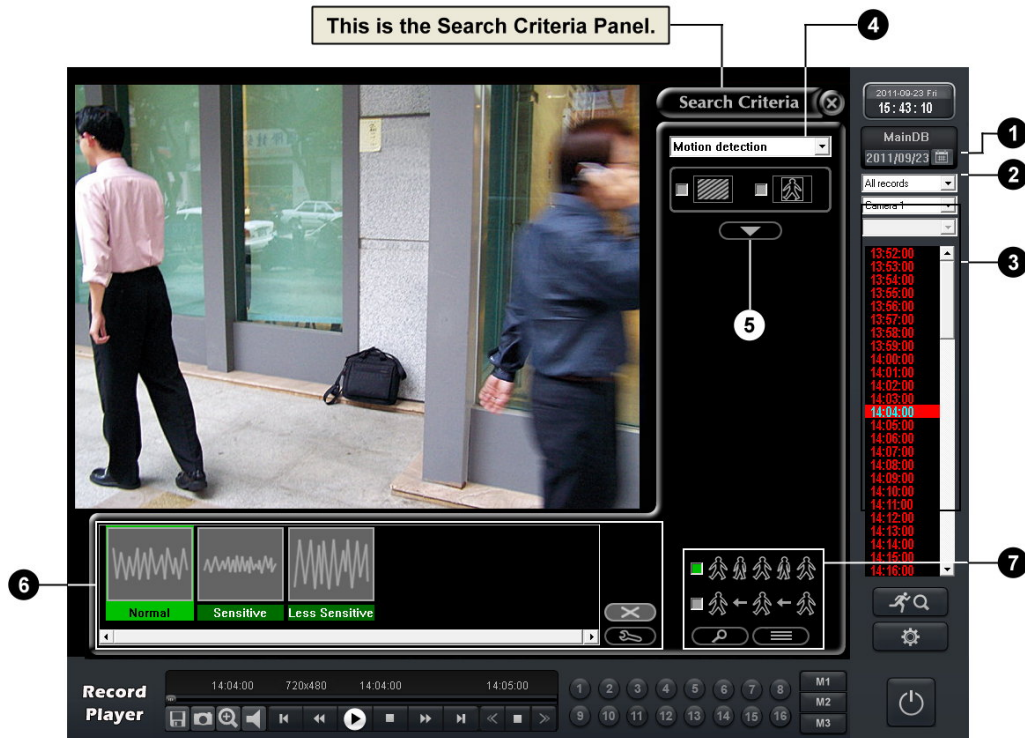 This is the Search Criteria Panel.
4
Search Criteria
2011-09-23 Fri
15:43:10
MainDB
2011/09/23
1
2
Motion detection
All records
Camera 1
3
13:52:00
13:53:00
13:54:00
13:55:00
13:56:00
13:57:00
13:58:00
13:59:00
14:00:00
14:01:00
14:02:00
14:03:00
14:04:00
14:05:00
14:06:00
14:07:00
14:08:00
14:09:00
14:10:00
14:11:00
14:12:00
14:13:00
14:14:00
14:15:00
14:16:00
5
6
Normal
Sensitive
Less Sensitive
7
Record
Player
14:04:00 720x480 14:04:00 14:05:00
1 2 3 4 5 6 7 8
9 10 11 12 13 14 15 16
M1
M2
M3